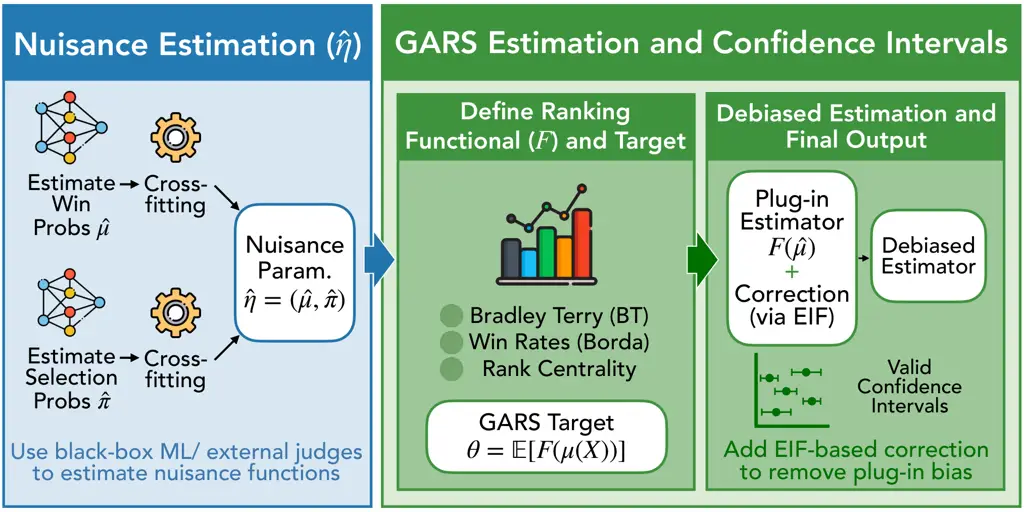 Nuisance Estimation (η̂)
Estimate
Win
Probs μ̂
Cross-
fitting
Estimate
Selection
Probs π̂
Cross-
fitting
Nuisance
Param.
η̂ = (μ̂, π̂)
Use black-box ML/ external judges
to estimate nuisance functions
GARS Estimation and Confidence Intervals
Define Ranking
Functional (F) and Target
Bradley Terry (BT)
Win Rates (Borda)
Rank Centrality
GARS Target
θ = 𝔼[F(μ(X))]
Debiased Estimation and
Final Output
Plug-in
Estimator
F(μ̂)
+
Correction
(via EIF)
Debiased
Estimator
Valid
Confidence
Intervals
Add EIF-based correction
to remove plug-in bias